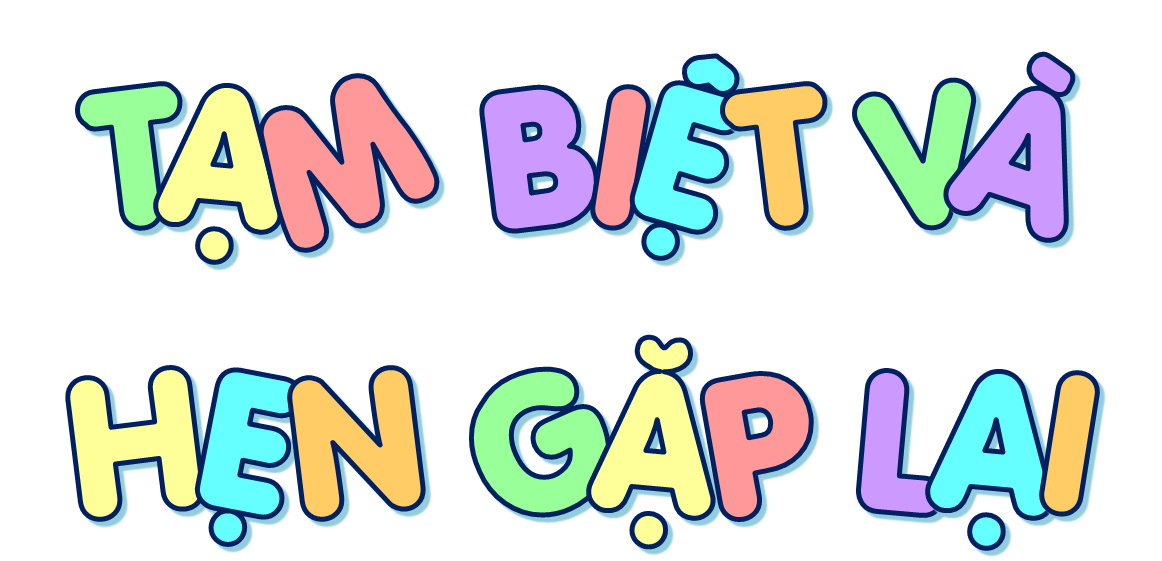 TẠM BIỆT VÀ
HẸN GẶP LẠI